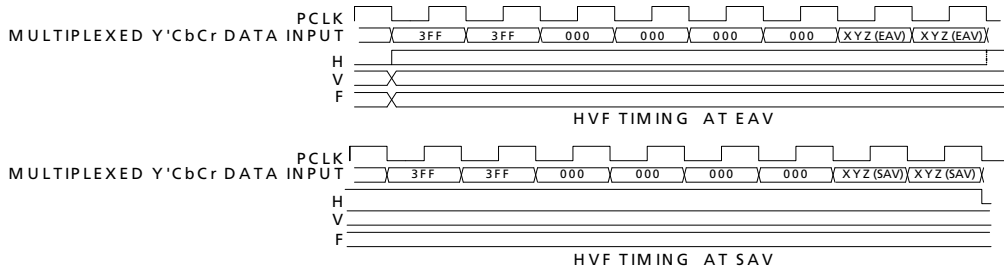 PCLK
MULTIPLEXED Y'CbCr DATA INPUT 3FF 3FF 000 000 000 000 XYZ (EAV) XYZ (EAV)
H
V
F
HVF TIMING AT EAV
PCLK
MULTIPLEXED Y'CbCr DATA INPUT 3FF 3FF 000 000 000 000 XYZ (SAV) XYZ (SAV)
H
V
F
HVF TIMING AT SAV